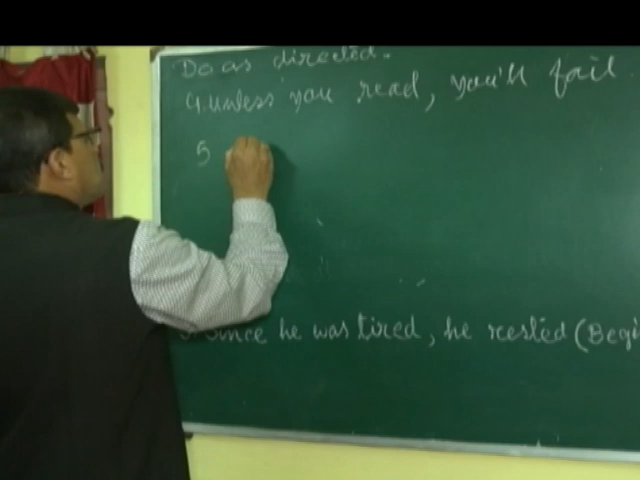 Do as directed.
4. unless you read, you'll fail.
5
Since he was tired, he rested (Begi